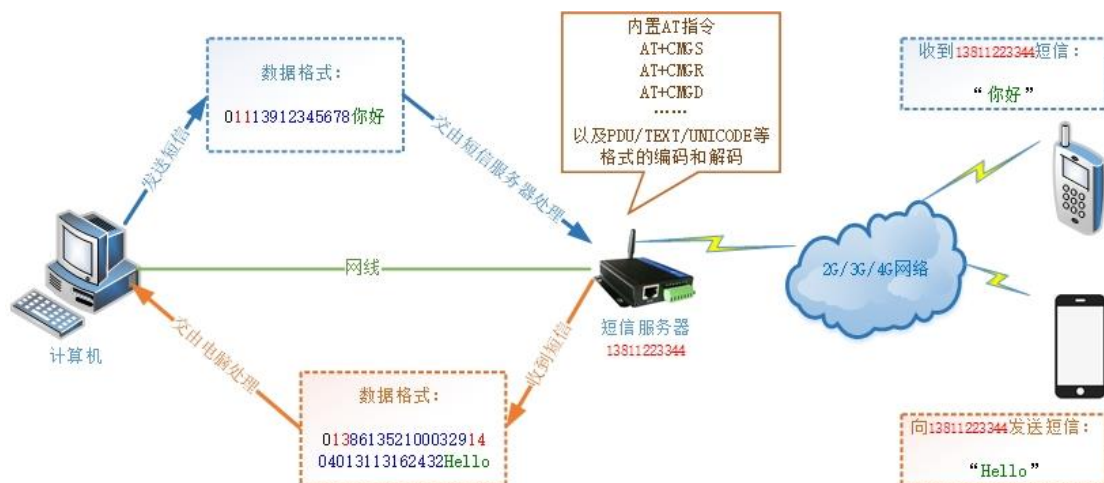 数据格式：
01113912345678你好
发送短信
交由短信服务器处理
内置AT指令
AT+CMGS
AT+CMGR
AT+CMGD
……
以及PDU/TEXT/UNICODE等
格式的编码和解码
收到13811223344短信：
“你好”
网线
计算机
短信服务器
13811223344
2G/3G/4G网络
交由电脑处理
收到短信
数据格式：
013861352100032914
04013113162432Hello
向13811223344发送短信：
“Hello”